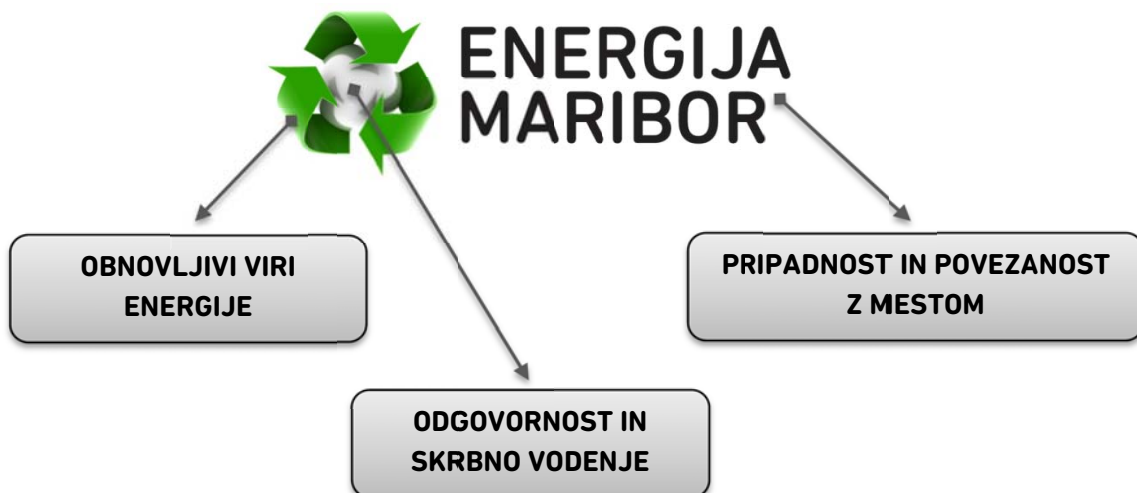 ENERGIJA
MARIBOR
OBNOVLJIVI VIRI
ENERGIJE
PRIPADNOST IN POVEZANOST
Z MESTOM
ODGOVORNOST IN
SKRBNO VODENJE